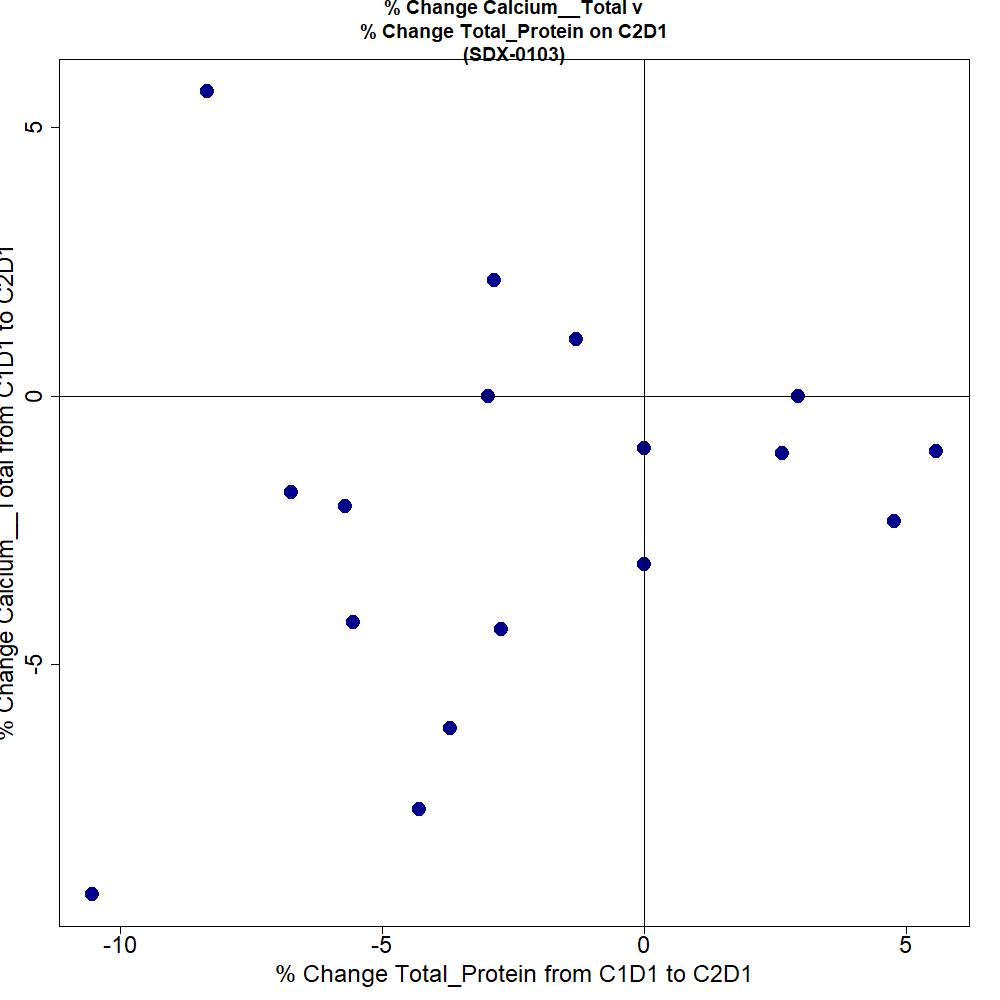 % Change Calcium__Total v
% Change Total_Protein on C2D1
(SDX-0103)
% Change Calcium__Total from C1D1 to C2D1
5
0
-5
-10
-5
0
5
% Change Total_Protein from C1D1 to C2D1